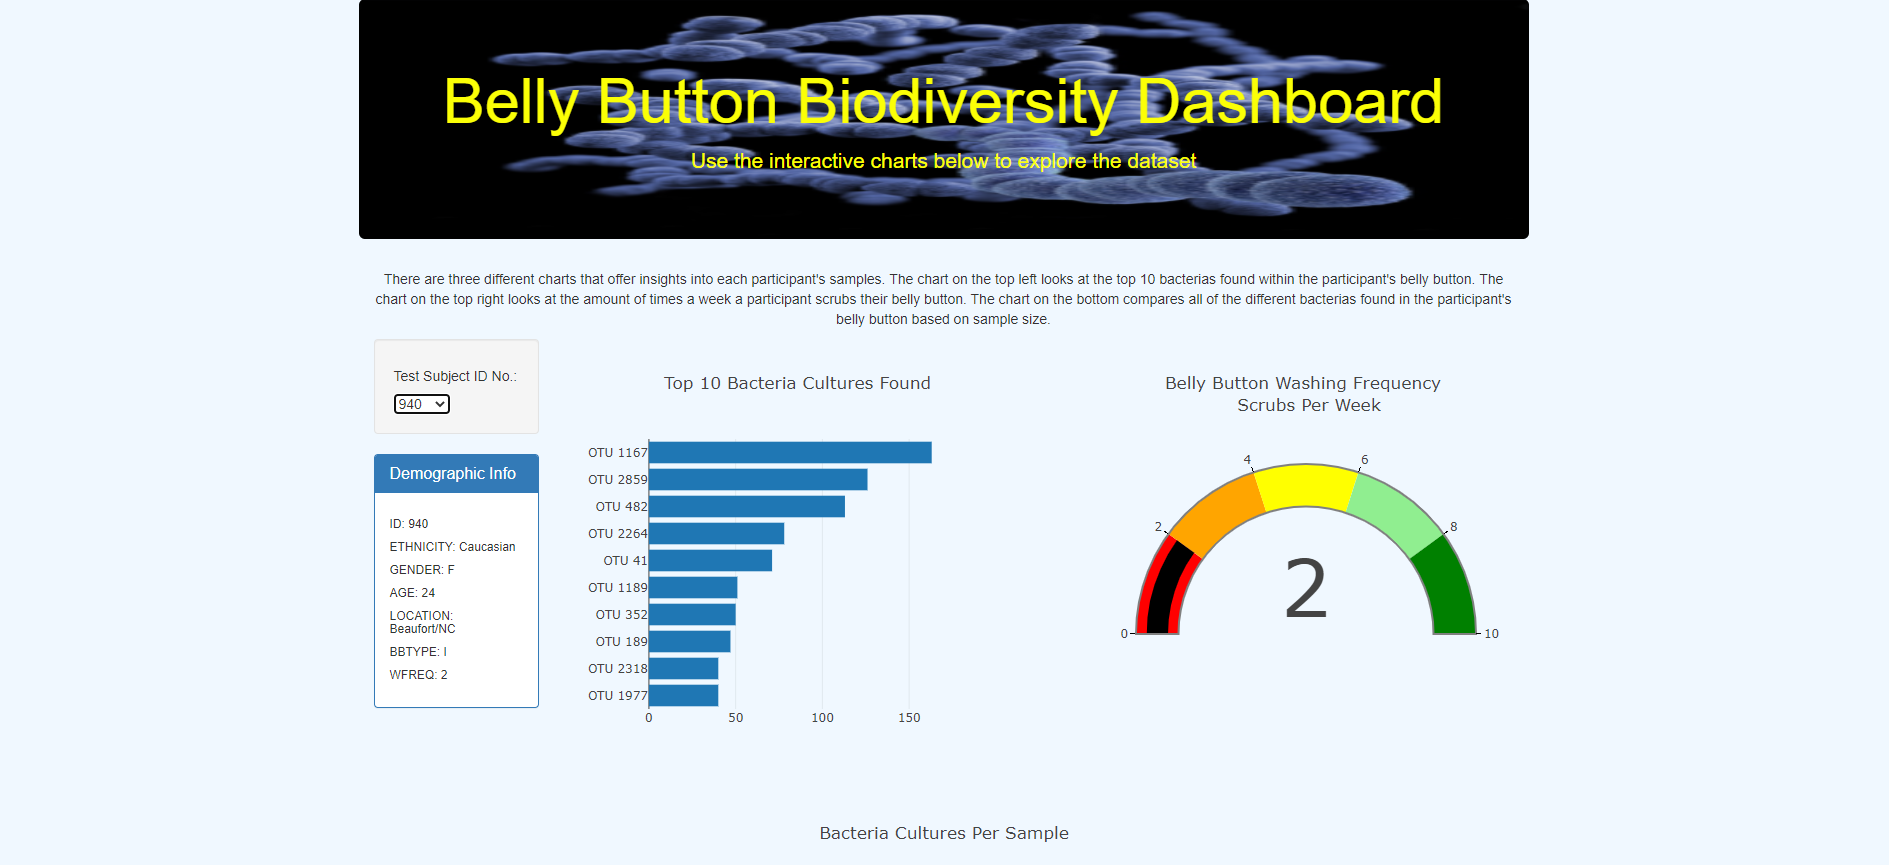 Belly Button Biodiversity Dashboard
Use the interactive charts below to explore the dataset
There are three different charts that offer insights into each participant's samples. The chart on the top left looks at the top 10 bacterias found within the participant's belly button. The
chart on the top right looks at the amount of times a week a participant scrubs their belly button. The chart on the bottom compares all of the different bacterias found in the participant's
belly button based on sample size.
Test Subject ID No.:
940
Demographic Info
ID: 940
ETHNICITY: Caucasian
GENDER: F
AGE: 24
LOCATION:
Beaufort/NC
BBTYPE: I
WFREQ: 2
Top 10 Bacteria Cultures Found
OTU 1167
OTU 2859
OTU 482
OTU 2264
OTU 41
OTU 1189
OTU 352
OTU 189
OTU 2318
OTU 1977
0 50 100 150
Belly Button Washing Frequency
Scrubs Per Week
4 6
2 8
2
0 10
Bacteria Cultures Per Sample